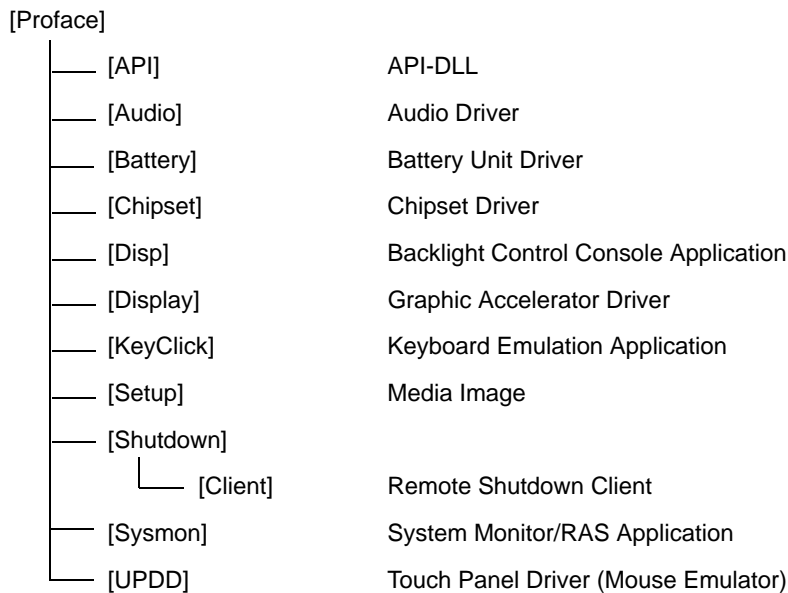 [Proface]
[API] API-DLL
[Audio] Audio Driver
[Battery] Battery Unit Driver
[Chipset] Chipset Driver
[Disp] Backlight Control Console Application
[Display] Graphic Accelerator Driver
[KeyClick] Keyboard Emulation Application
[Setup] Media Image
[Shutdown]
[Client] Remote Shutdown Client
[Sysmon] System Monitor/RAS Application
[UPDD] Touch Panel Driver (Mouse Emulator)